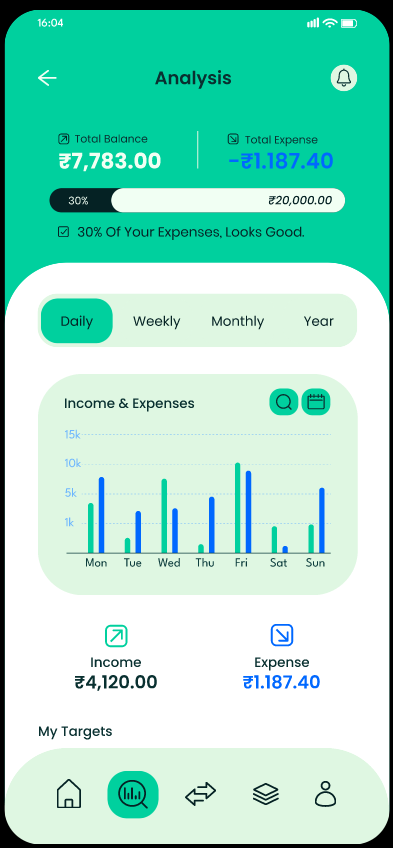 16:04
Analysis
Total Balance
Total Expense
₹7,783.00
-₹1.187.40
30%
₹20,000.00
30% Of Your Expenses, Looks Good.
Daily Weekly Monthly Year
Income & Expenses
15k
10k
5k
1k
Mon Tue Wed Thu Fri Sat Sun
Income
Expense
₹4,120.00
₹1.187.40
My Targets